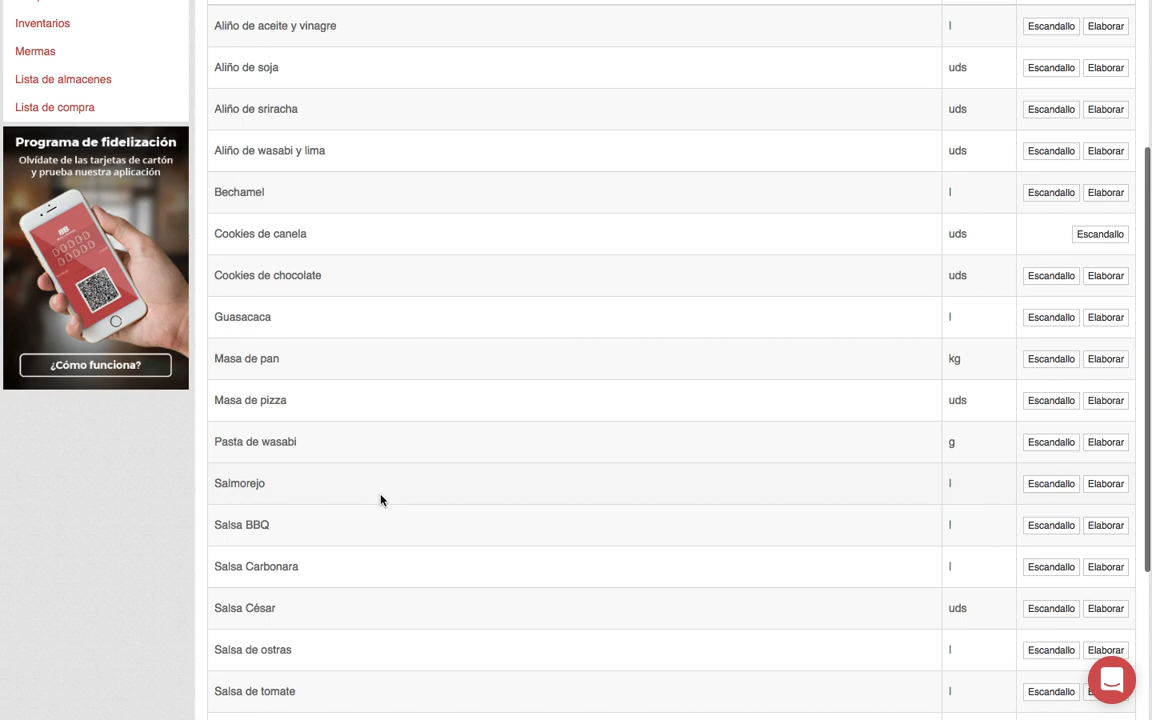 Inventarios
Mermas
Lista de almacenes
Lista de compra
Programa de fidelización
Olvídate de las tarjetas de cartón
y prueba nuestra aplicación
¿Cómo funciona?
Aliño de aceite y vinagre l Escandallo Elaborar
Aliño de soja uds Escandallo Elaborar
Aliño de sriracha uds Escandallo Elaborar
Aliño de wasabi y lima uds Escandallo Elaborar
Bechamel l Escandallo Elaborar
Cookies de canela uds Escandallo
Cookies de chocolate uds Escandallo Elaborar
Guasacaca l Escandallo Elaborar
Masa de pan kg Escandallo Elaborar
Masa de pizza uds Escandallo Elaborar
Pasta de wasabi g Escandallo Elaborar
Salmorejo l Escandallo Elaborar
Salsa BBQ l Escandallo Elaborar
Salsa Carbonara l Escandallo Elaborar
Salsa César uds Escandallo Elaborar
Salsa de ostras l Escandallo Elaborar
Salsa de tomate l Escandallo